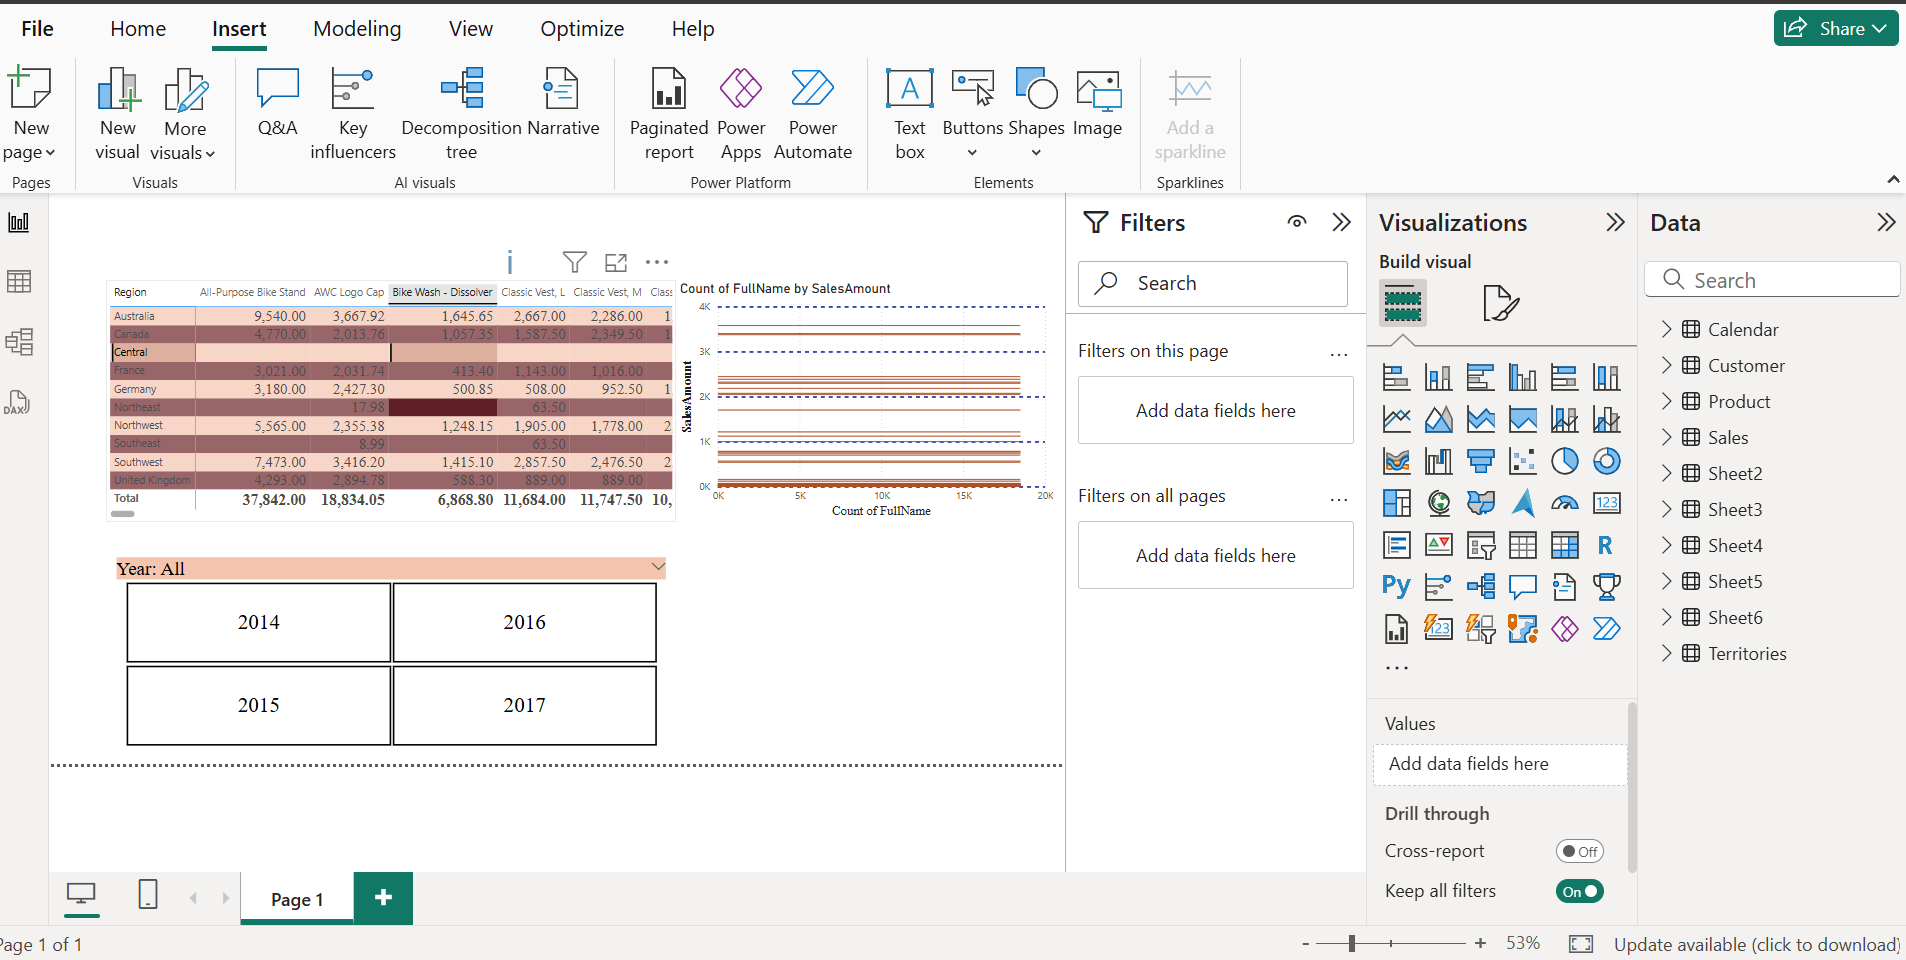 File Home Insert Modeling View Optimize Help Share
New page
Pages
New visual
More visuals
Visuals
Q&A
Key influencers
Decomposition tree
Narrative
AI visuals
Paginated report
Power Apps
Power Automate
Power Platform
Text box
Buttons
Shapes
Image
Elements
Add a sparkline
Sparklines
DAX
Region All-Purpose Bike Stand AWC Logo Cap Bike Wash - Dissolver Classic Vest, L Classic Vest, M Class
Australia 9,540.00 3,667.92 1,645.65 2,667.00 2,286.00 1
Canada 4,770.00 2,013.76 1,057.35 1,587.50 2,349.50 1
Central
France 3,021.00 2,031.74 413.40 1,143.00 1,016.00
Germany 3,180.00 2,427.30 500.85 508.00 952.50 1
Northeast 17.98 63.50
Northwest 5,565.00 2,355.38 1,248.15 1,905.00 1,778.00 2
Southeast 8.99 63.50
Southwest 7,473.00 3,416.20 1,415.10 2,857.50 2,476.50 2
United Kingdom 4,293.00 2,894.78 588.30 889.00 889.00
Total 37,842.00 18,834.05 6,868.80 11,684.00 11,747.50 10,
Count of FullName by SalesAmount
SalesAmount
4K
3K
2K
1K
0K
0K 5K 10K 15K 20K
Count of FullName
Year: All
2014 2016
2015 2017
Filters
Search
Filters on this page ...
Add data fields here
Filters on all pages ...
Add data fields here
Visualizations
Build visual
123
R
Py
123
...
Values
Add data fields here
Drill through
Cross-report Off
Keep all filters On
Data
Search
Calendar
Customer
Product
Sales
Sheet2
Sheet3
Sheet4
Sheet5
Sheet6
Territories
Page 1 +
Page 1 of 1
- + 53% Update available (click to download)